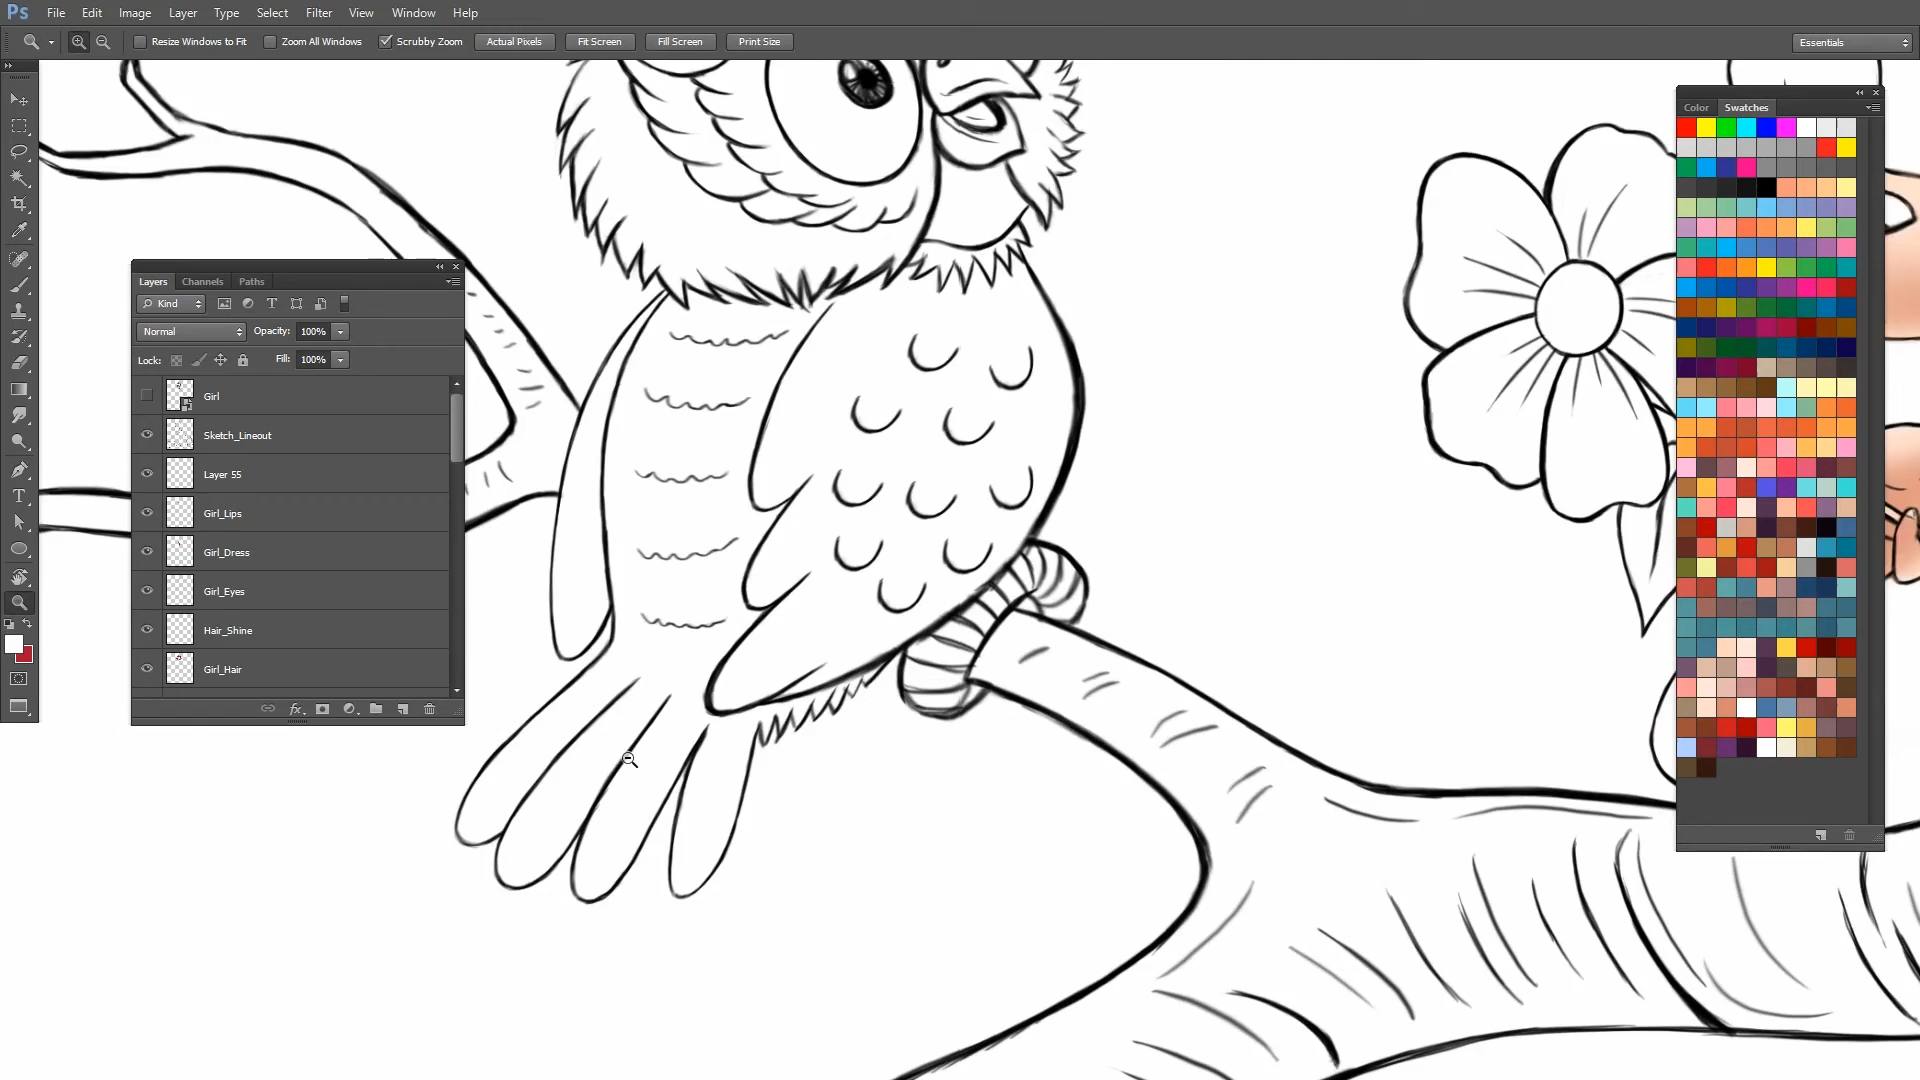 Ps File Edit Image Layer Type Select Filter View Window Help
Resize Windows to Fit Zoom All Windows Scrubby Zoom Actual Pixels Fit Screen Fill Screen Print Size Essentials
Color Swatches
Layers Channels Paths
Kind
Normal Opacity: 100%
Lock: Fill: 100%
Girl
Sketch_Lineout
Layer 55
Girl_Lips
Girl_Dress
Girl_Eyes
Hair_Shine
Girl_Hair
fx